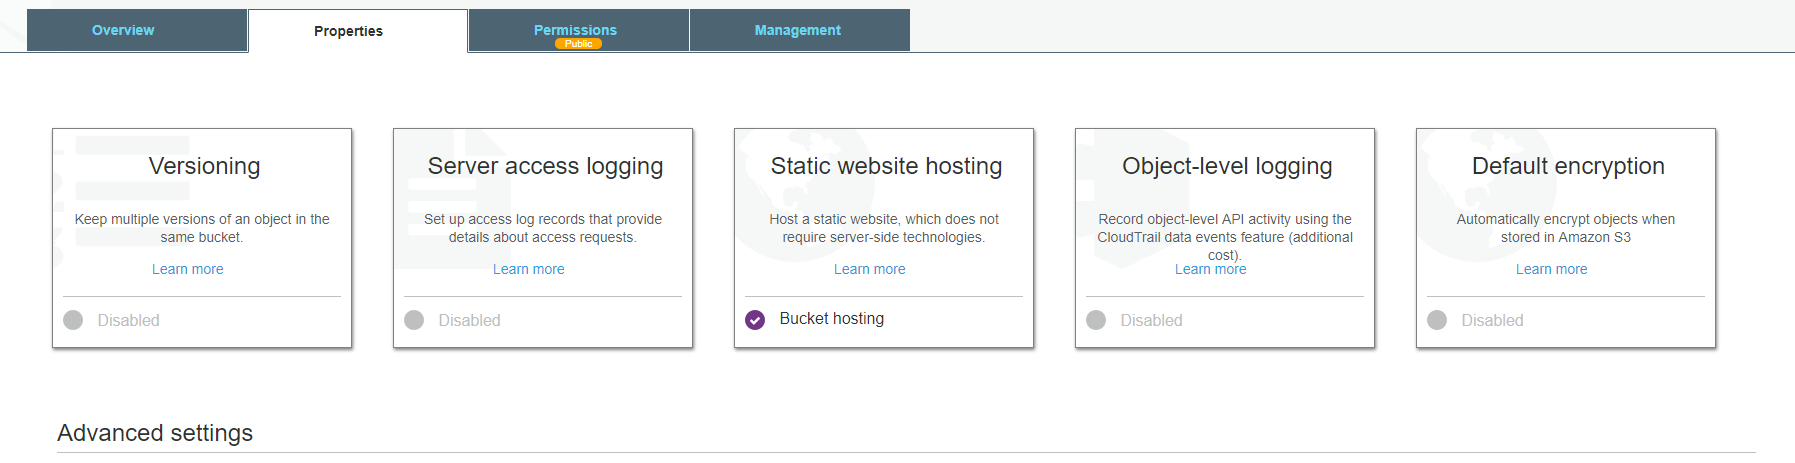 Overview
Properties
Permissions
Public
Management
Versioning
Keep multiple versions of an object in the
same bucket.
Learn more
Disabled
Server access logging
Set up access log records that provide
details about access requests.
Learn more
Disabled
Static website hosting
Host a static website, which does not
require server-side technologies.
Learn more
Bucket hosting
Object-level logging
Record object-level API activity using the
CloudTrail data events feature (additional
cost).
Learn more
Disabled
Default encryption
Automatically encrypt objects when
stored in Amazon S3
Learn more
Disabled
Advanced settings